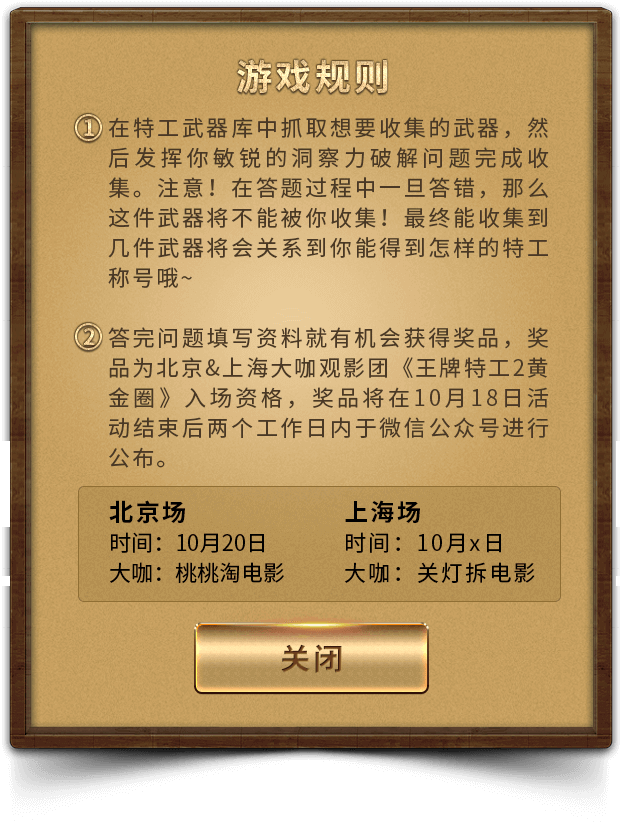 游戏规则
① 在特工武器库中抓取想要收集的武器，然
后发挥你敏锐的洞察力破解问题完成收
集。注意！在答题过程中一旦答错，那么
这件武器将不能被你收集！最终能收集到
几件武器将会关系到你能得到怎样的特工
称号哦~
② 答完问题填写资料就有机会获得奖品，奖
品为北京&上海大咖观影团《王牌特工2黄
金圈》入场资格，奖品将在10月18日活
动结束后两个工作日内于微信公众号进行
公布。
北京场 上海场
时间：10月20日 时间：10月x日
大咖：桃桃淘电影 大咖：关灯拆电影
关闭